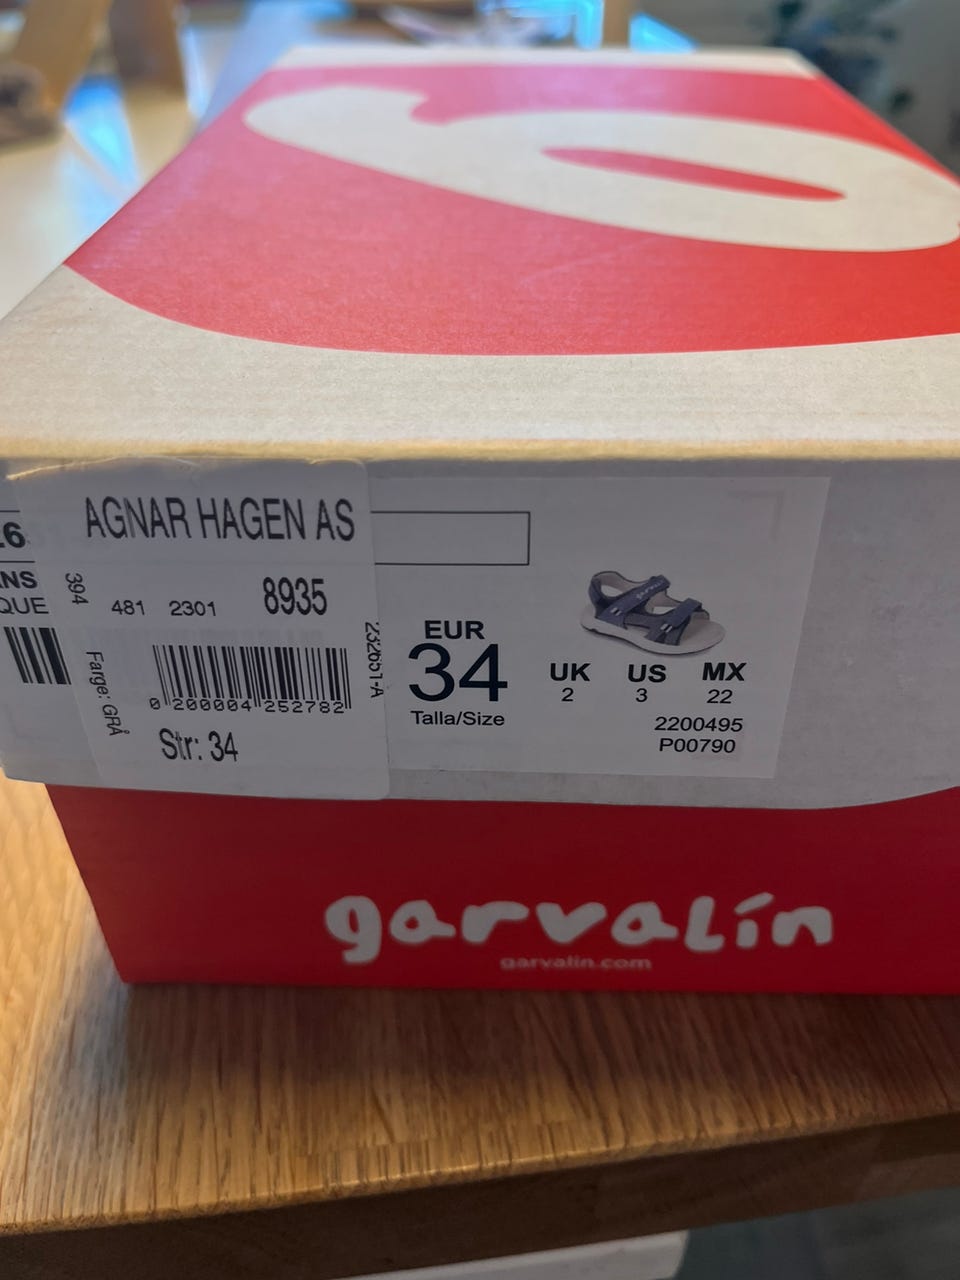 AGNAR HAGEN AS
394
481 2301 8935
Farge: GRÅ
0 200004 252782
Str: 34
QUE
EUR
34
Talla/Size
UK US MX
2 3 22
2200495
P00790
garvalín
garvalin.com